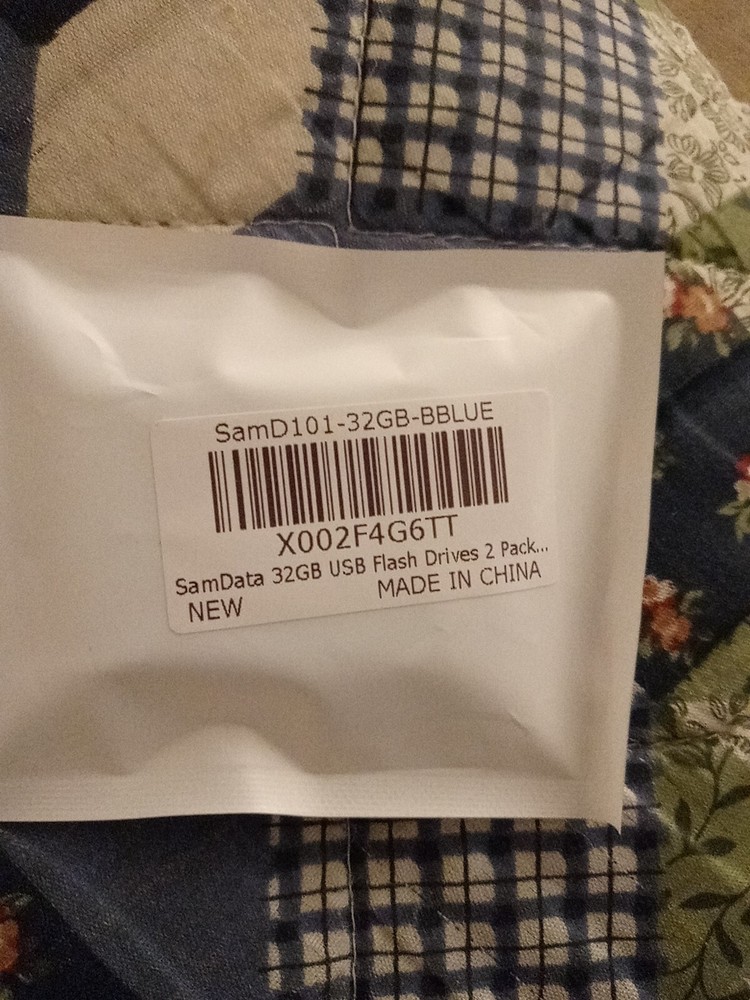 SamD101-32GB-BBLUE
X002F4G6TT
SamData 32GB USB Flash Drives 2 Pack...
NEW MADE IN CHINA